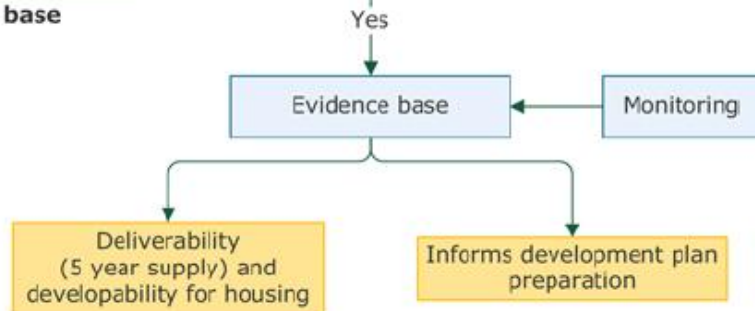 base
Yes
Evidence base
Monitoring
Deliverability
(5 year supply) and
developability for housing
Informs development plan
preparation